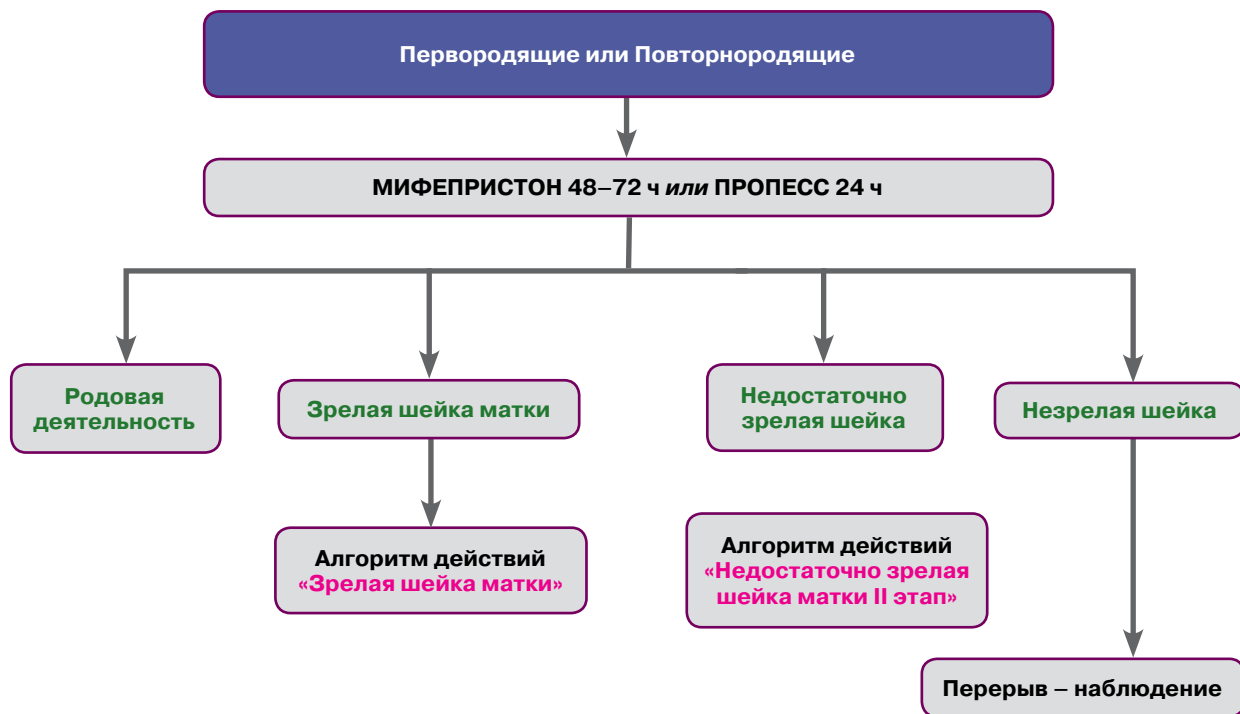 Первородящие или Повторнородящие
МИФЕПРИСТОН 48–72 ч или ПРОПЕСС 24 ч
Родовая
деятельность
Зрелая шейка матки
Недостаточно
зрелая шейка
Незрелая шейка
Алгоритм действий
«Зрелая шейка матки»
Алгоритм действий
«Недостаточно зрелая
шейка матки II этап»
Перерыв – наблюдение